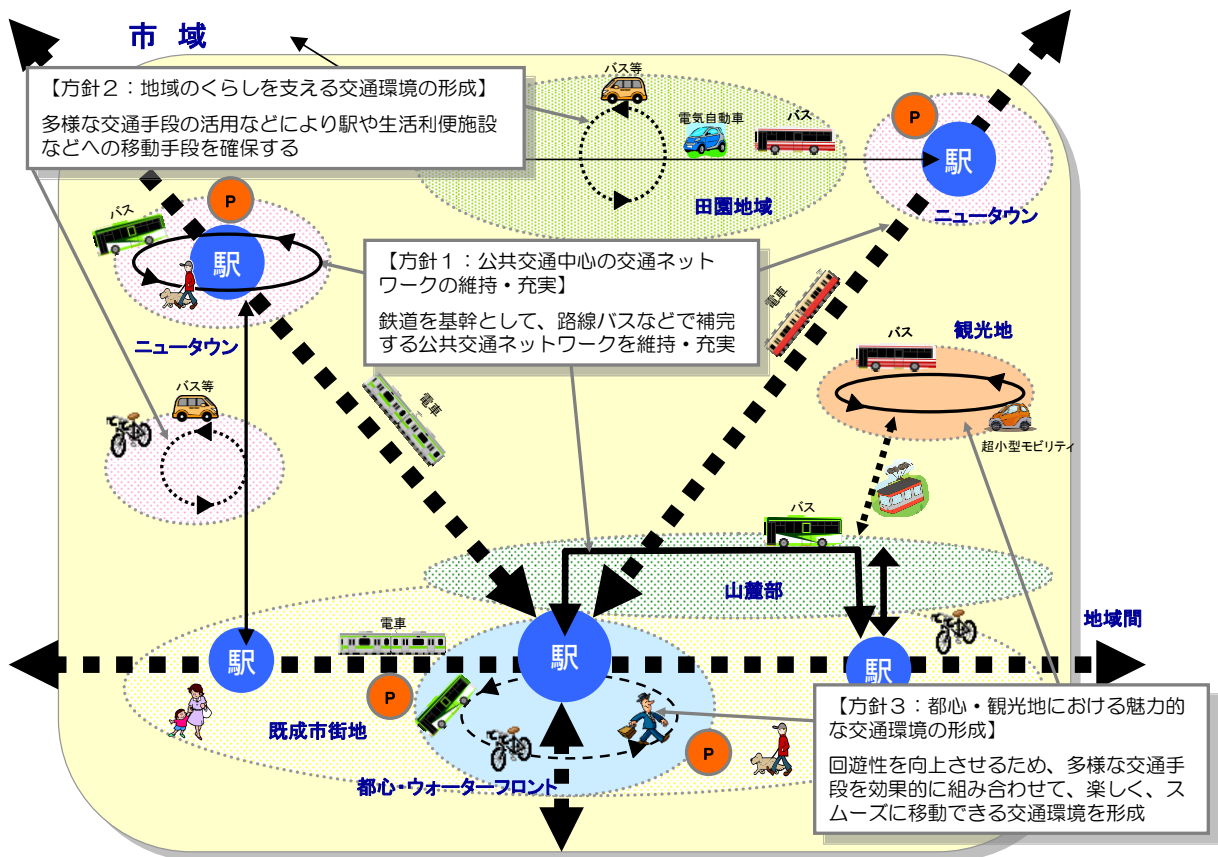 市 域
【方針２：地域のくらしを支える交通環境の形成】
多様な交通手段の活用などにより駅や生活利便施設
などへの移動手段を確保する
バス等
電気自動車
バス
田園地域
P
駅
ニュータウン
P
バス
駅
ニュータウン
【方針１：公共交通中心の交通ネット
ワークの維持・充実】
鉄道を基幹として、路線バスなどで補完
する公共交通ネットワークを維持・充実
電車
電車
観光地
バス
超小型モビリティ
バス等
バス
山麓部
地域間
駅
電車
駅
駅
P
既成市街地
都心・ウォーターフロント
P
【方針３：都心・観光地における魅力的
な交通環境の形成】
回遊性を向上させるため、多様な交通手
段を効果的に組み合わせて、楽しく、ス
ムーズに移動できる交通環境を形成